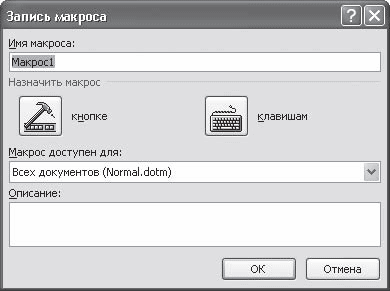 Запись макроса
Имя макроса:
Макрос1
Назначить макрос
кнопке клавишам
Макрос доступен для:
Всех документов (Normal.dotm)
Описание:
ОК Отмена